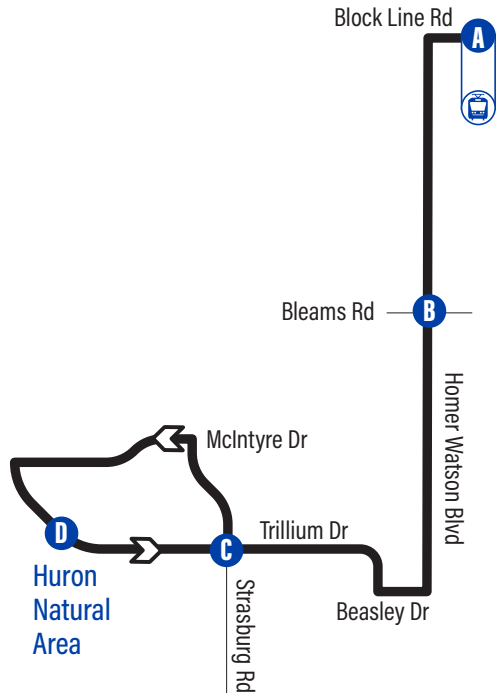 Block Line Rd
A
Bleams Rd
B
Homer Watson Blvd
McIntyre Dr
D
C
Trillium Dr
Huron
Natural
Area
Strasburg Rd
Beasley Dr